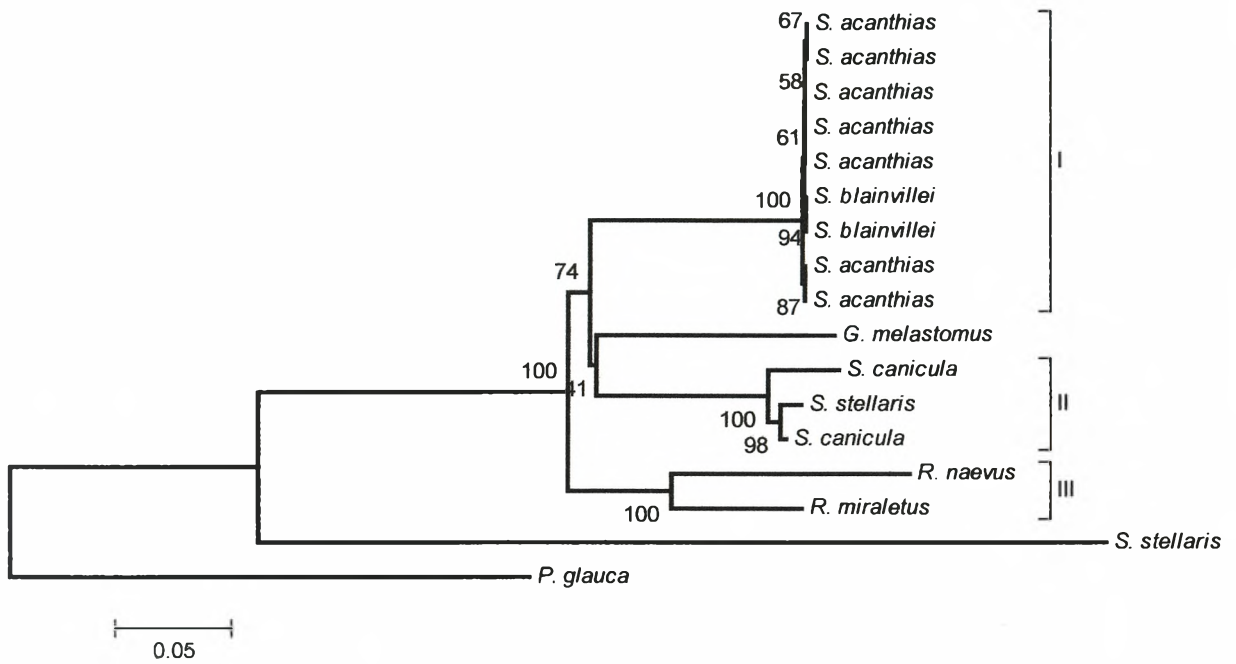 67 S. acanthias
S. acanthias
58
S. acanthias
61 S. acanthias
S. acanthias
I
100 S. blainvillei
94 S. blainvillei
S. acanthias
74
87 S. acanthias
G. melastomus
100 41 S. canicula
S. stellaris
II
100
98 S. canicula
R. naevus
III
100 R. miraletus
S. stellaris
P. glauca
0.05